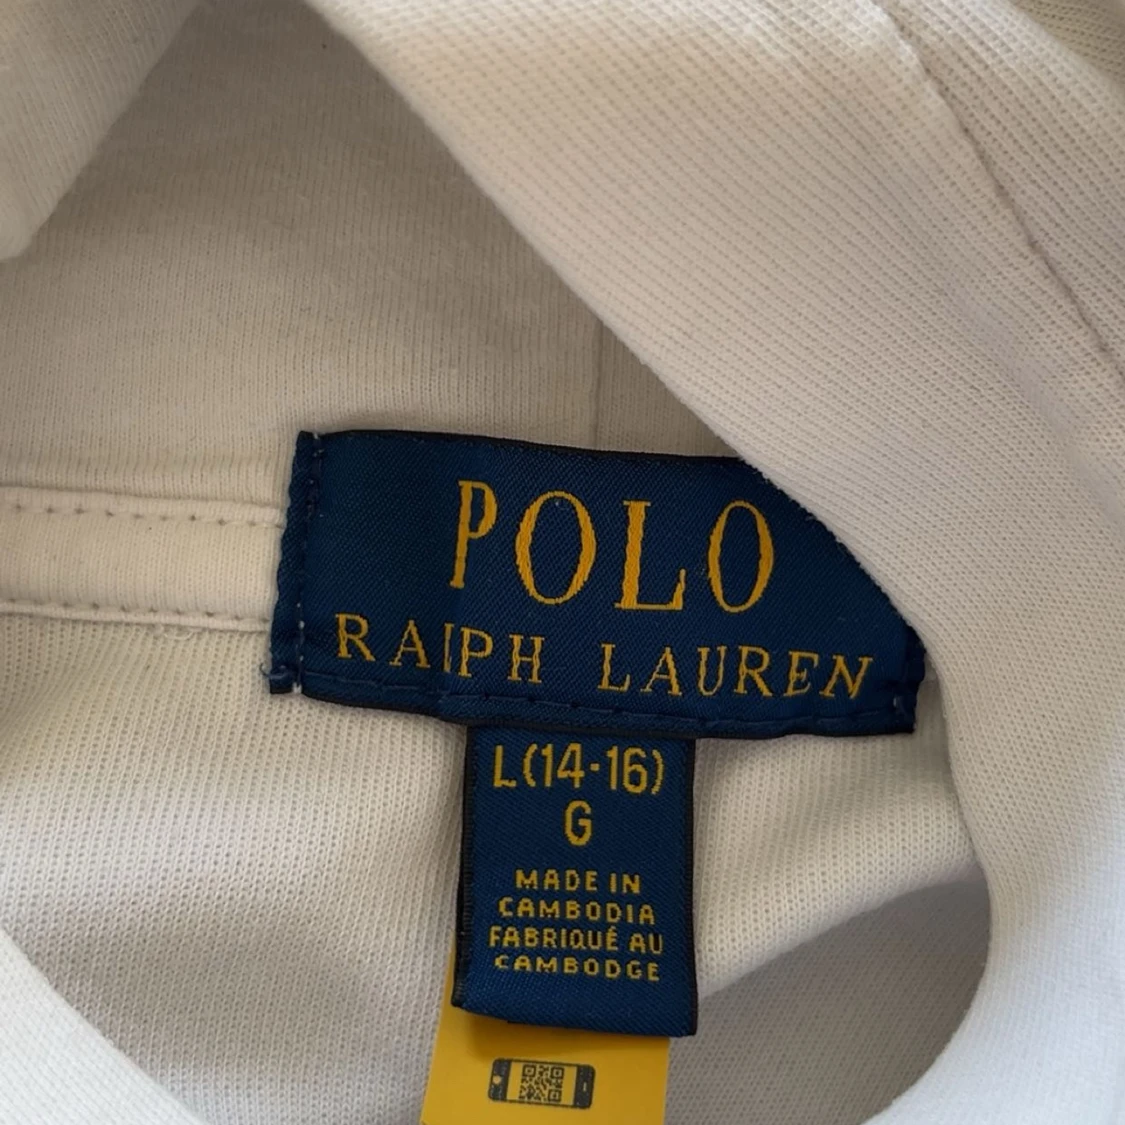 POLO
RALPH LAUREN
L(14-16)
G
MADE IN
CAMBODIA
FABRIQUÉ AU
CAMBODGE